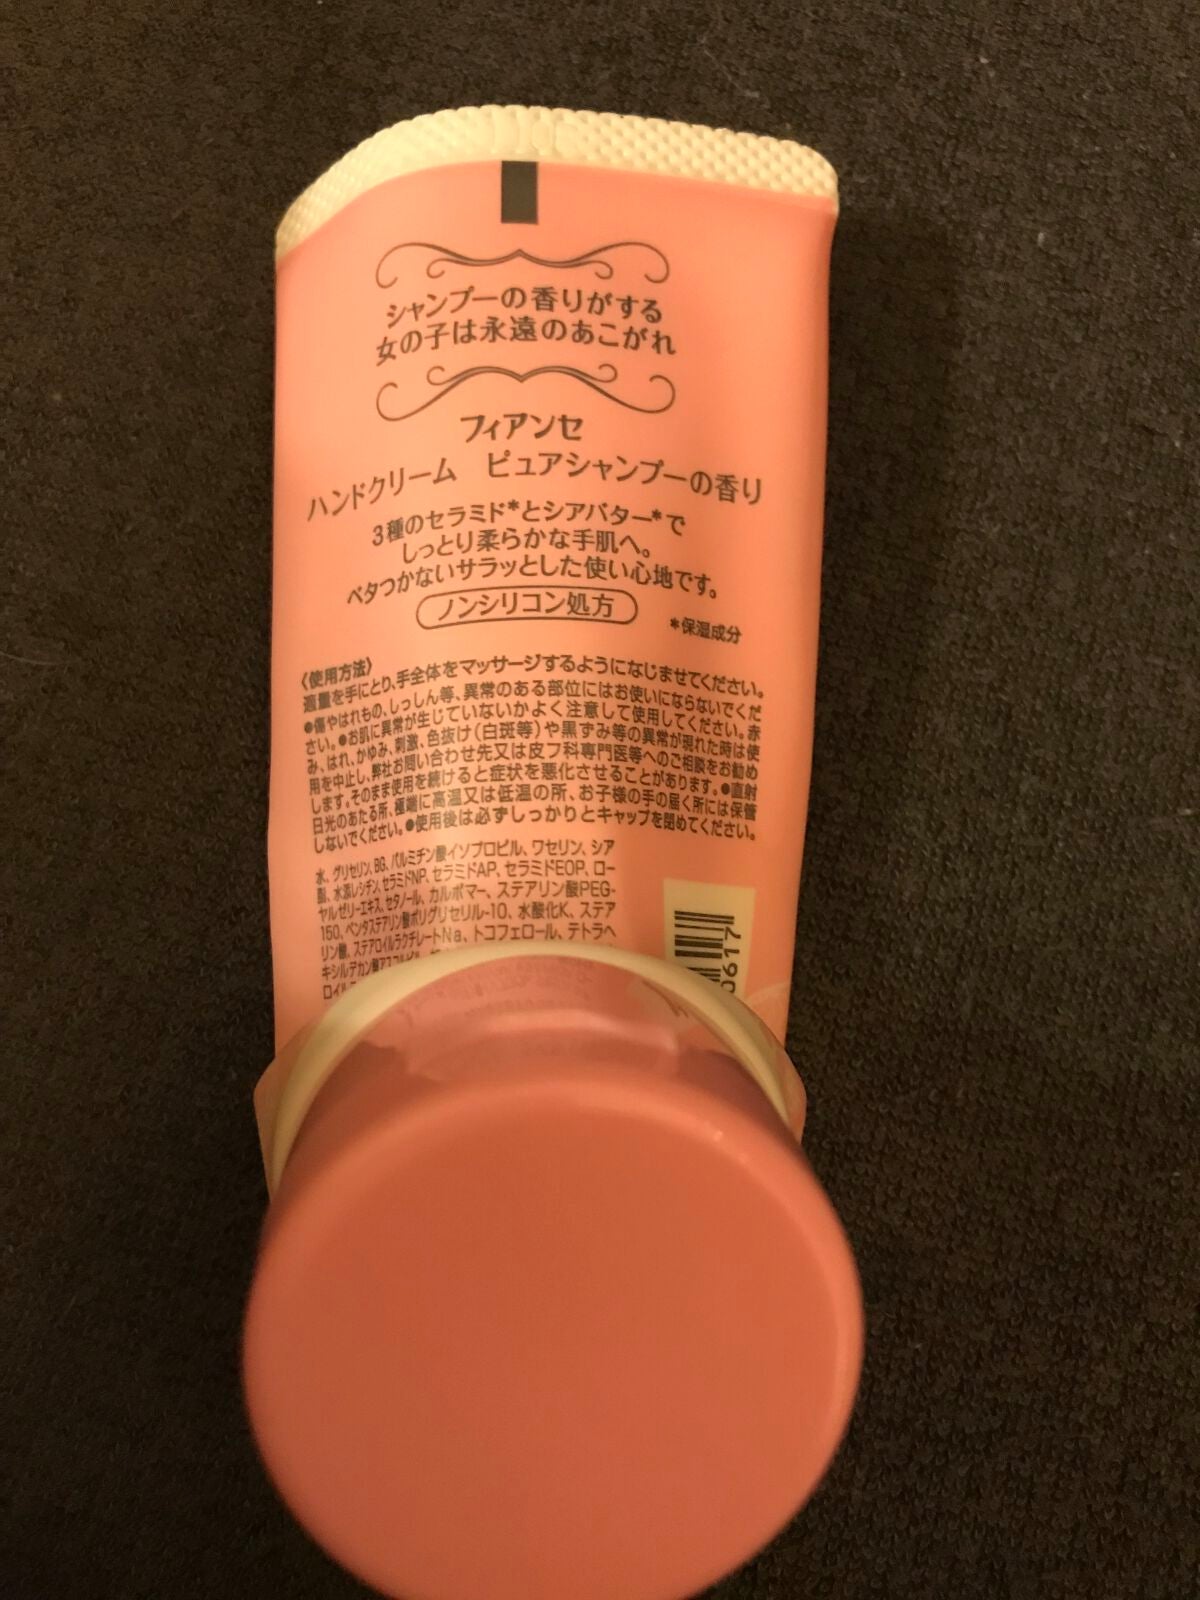 シャンプーの香りがする
女の子は永遠のあこがれ
フィアンセ
ハンドクリーム ピュアシャンプーの香り
3種のセラミド*とシアバター*で
しっとり柔らかな手肌へ。
ベタつかないサラッとした使い心地です。
ノンシリコン処方
*保湿成分
〈使用方法〉
適量を手にとり、手全体をマッサージするようになじませてください。
●傷やはれもの、しっしん等、異常のある部位にはお使いにならないでくだ
さい。●お肌に異常が生じていないかよく注意して使用してください。赤
み、はれ、かゆみ、刺激、色抜け(白斑等)や黒ずみ等の異常が現れた時は使
用を中止し、弊社お問い合わせ先又は皮フ科専門医等へのご相談をお勧め
します。そのまま使用を続けると症状を悪化させることがあります。●直射
日光のあたる所、極端に高温又は低温の所、お子様の手の届く所には保管
しないでください。●使用後は必ずしっかりとキャップを閉めてください。
水、グリセリン、BG、パルミチン酸イソプロピル、ワセリン、シア
脂、水添レシチン、セラミドNP、セラミドAP、セラミドEOP、ロー
ヤルゼリーエキス、セタノール、カルボマー、ステアリン酸PEG-
150、ペンタステアリン酸ポリグリセリル-10、水酸化K、ステア
リン酸、ステアロイルラクチレートNa、トコフェロール、テトラヘ
キシルデカン酸アスコルビル、
ロイル
0617